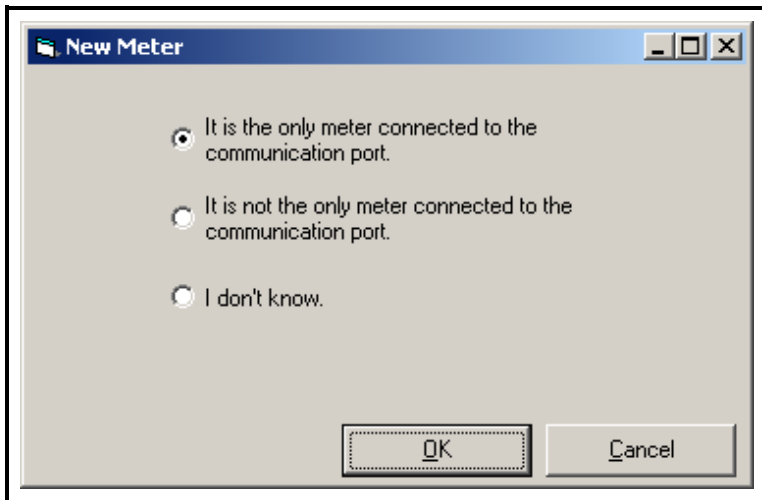 New Meter
It is the only meter connected to the
communication port.
It is not the only meter connected to the
communication port.
I don't know.
OK
Cancel